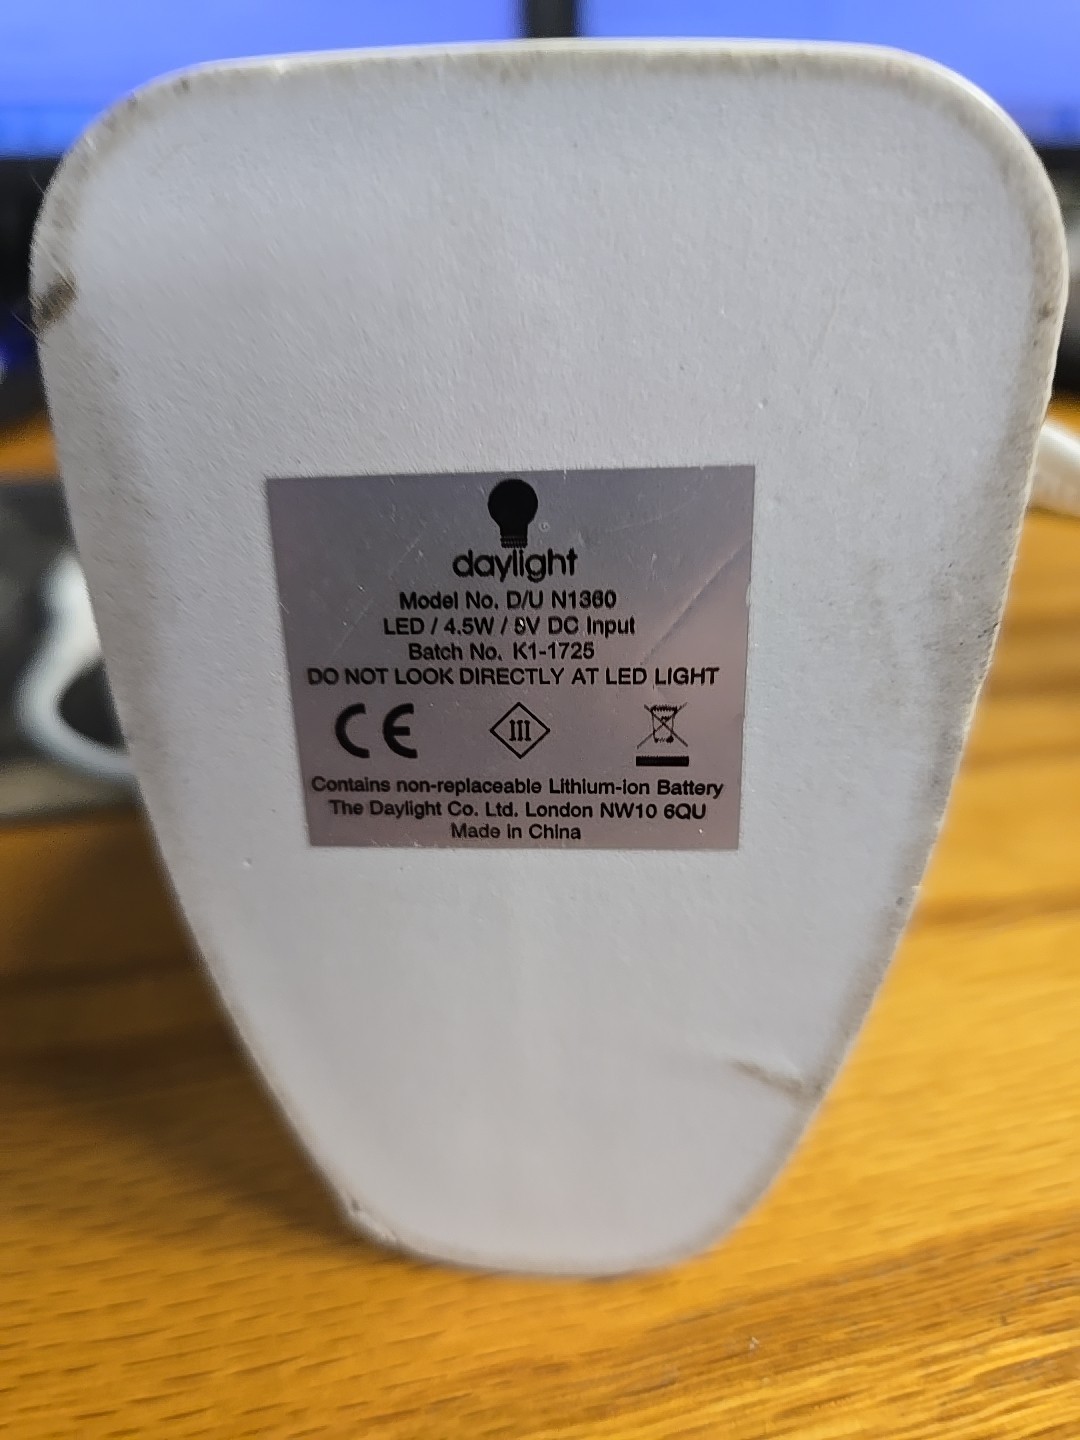 daylight
Model No. D/U N1360
LED / 4.5W / 5V DC Input
Batch No. K1-1725
DO NOT LOOK DIRECTLY AT LED LIGHT
CE III
Contains non-replaceable Lithium-ion Battery
The Daylight Co. Ltd. London NW10 6QU
Made in China